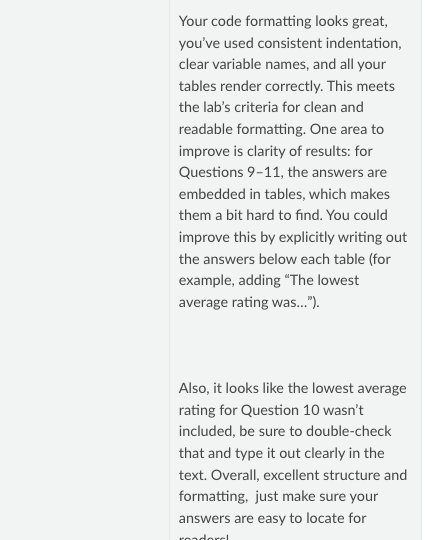 Your code formatting looks great,
you've used consistent indentation,
clear variable names, and all your
tables render correctly. This meets
the lab's criteria for clean and
readable formatting. One area to
improve is clarity of results: for
Questions 9–11, the answers are
embedded in tables, which makes
them a bit hard to find. You could
improve this by explicitly writing out
the answers below each table (for
example, adding “The lowest
average rating was...”).
Also, it looks like the lowest average
rating for Question 10 wasn't
included, be sure to double-check
that and type it out clearly in the
text. Overall, excellent structure and
formatting,  just make sure your
answers are easy to locate for
readers!